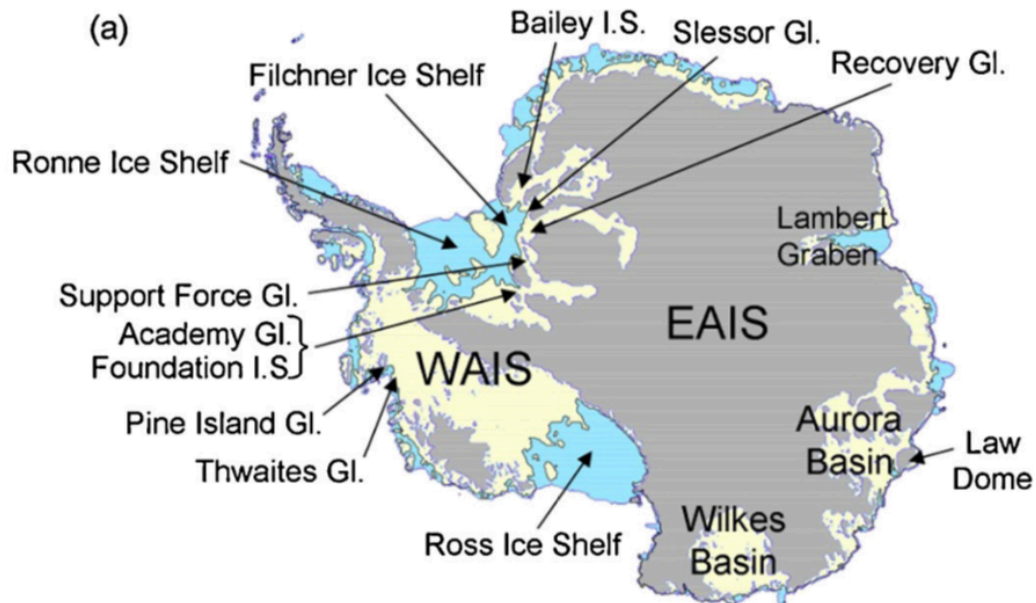 (a)
Bailey I.S.
Slessor Gl.
Filchner Ice Shelf
Recovery Gl.
Ronne Ice Shelf
Lambert
Graben
Support Force Gl.
Academy Gl.
Foundation I.S
EAIS
WAIS
Pine Island Gl.
Thwaites Gl.
Aurora
Basin
Law
Dome
Ross Ice Shelf
Wilkes
Basin